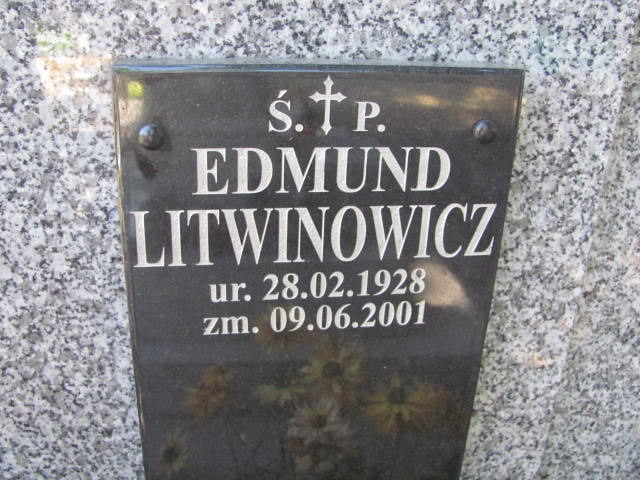 Ś.✝P.
EDMUND
LITWINOWICZ
ur. 28.02.1928
zm. 09.06.2001